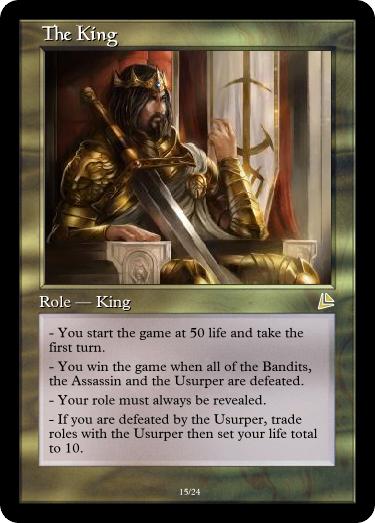 The King
Role — King
- You start the game at 50 life and take the
first turn.
- You win the game when all of the Bandits,
the Assassin and the Usurper are defeated.
- Your role must always be revealed.
- If you are defeated by the Usurper, trade
roles with the Usurper then set your life total
to 10.
15/24